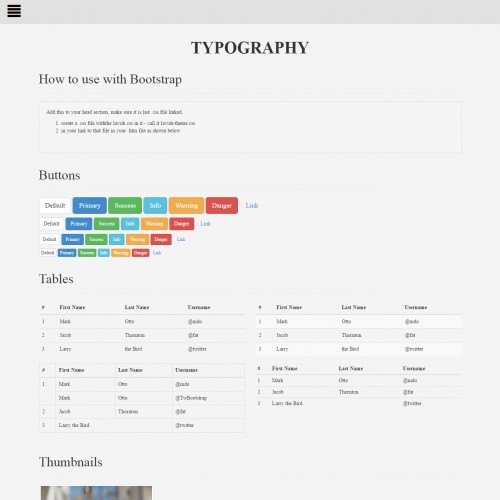 TYPOGRAPHY
How to use with Bootstrap
Add this to your head section, make sure it is last .css file linked.
1. create a .css file withthe lavish css in it - call it lavish-theme.css
2. in your link to that file in your .htm file as shown below
Buttons
Default Primary Success Info Warning Danger Link
Default Primary Success Info Warning Danger Link
Default Primary Success Info Warning Danger Link
Default Primary Success Info Warning Danger Link
Tables
# First Name Last Name Username
1 Mark Otto @mdo
2 Jacob Thornton @fat
3 Larry the Bird @twitter
# First Name Last Name Username
1 Mark Otto @mdo
2 Jacob Thornton @fat
3 Larry the Bird @twitter
# First Name Last Name Username
1 Mark Otto @mdo
Mark Otto @TwBootstrap
2 Jacob Thornton @fat
3 Larry the Bird @twitter
# First Name Last Name Username
1 Mark Otto @mdo
2 Jacob Thornton @fat
3 Larry the Bird @twitter
Thumbnails